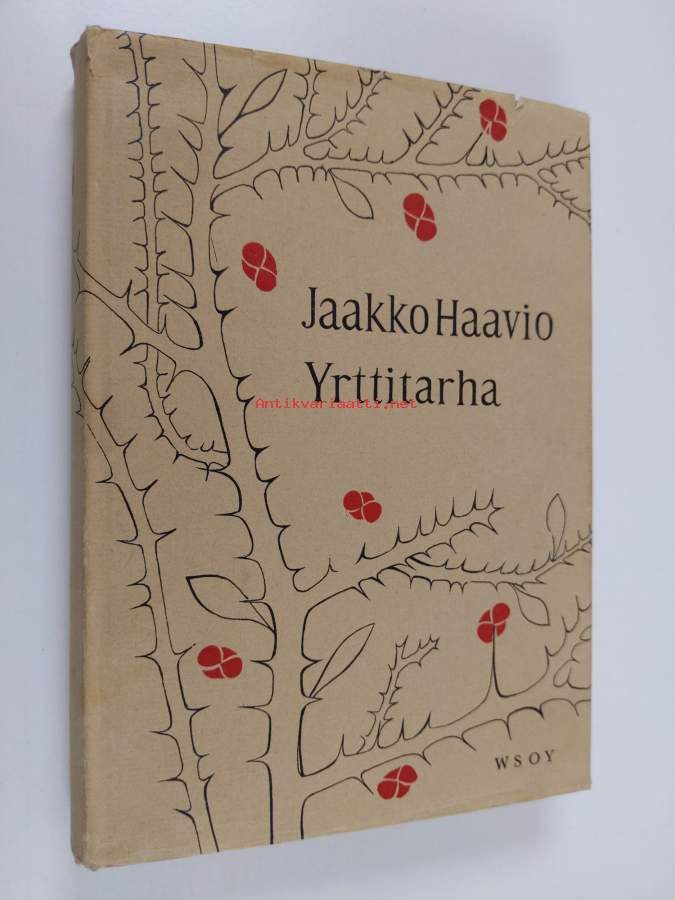 Jaakko Haavio
Yrttitarha
Antikvariaatti.net
WSOY